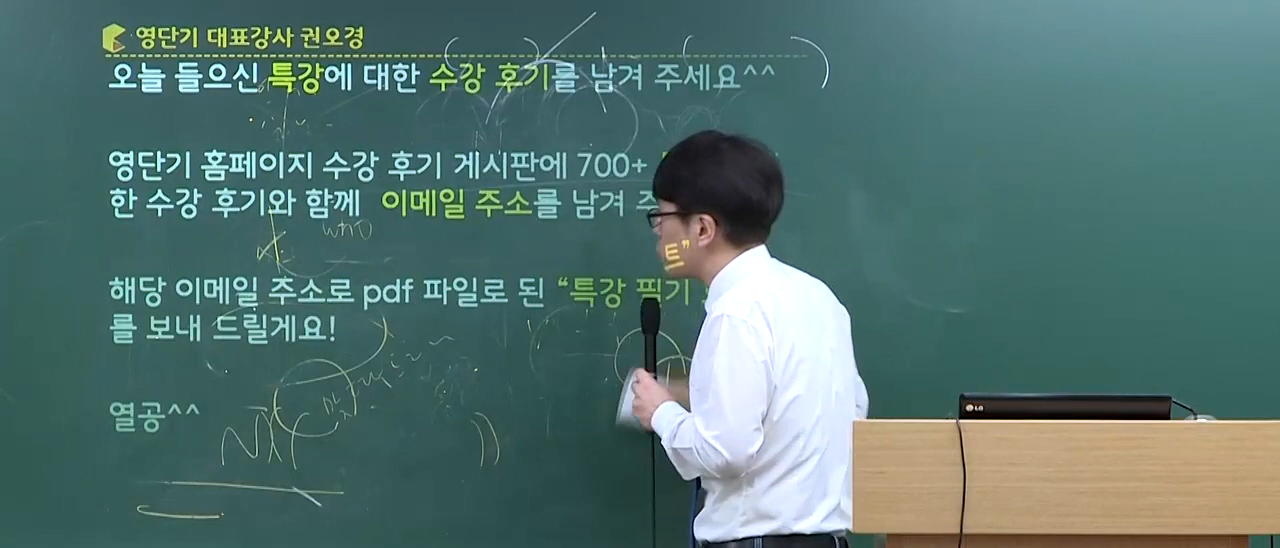 영단기 대표강사 권오경
오늘 들으신 특강에 대한 수강 후기를 남겨 주세요^^
영단기 홈페이지 수강 후기 게시판에 700+
한 수강 후기와 함께 이메일 주소를 남겨 주
who
해당 이메일 주소로 pdf 파일로 된 “특강 필기
트”
를 보내 드릴게요!
열공^^
LG